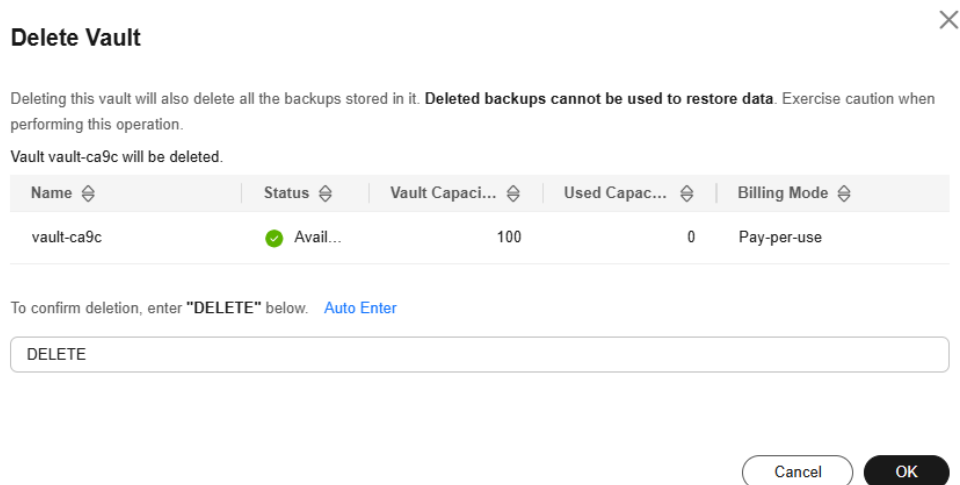 Delete Vault
Deleting this vault will also delete all the backups stored in it. Deleted backups cannot be used to restore data. Exercise caution when
performing this operation.
Vault vault-ca9c will be deleted.
Name Status Vault Capaci... Used Capac... Billing Mode
vault-ca9c Avail... 100 0 Pay-per-use
To confirm deletion, enter "DELETE" below. Auto Enter
DELETE
Cancel OK